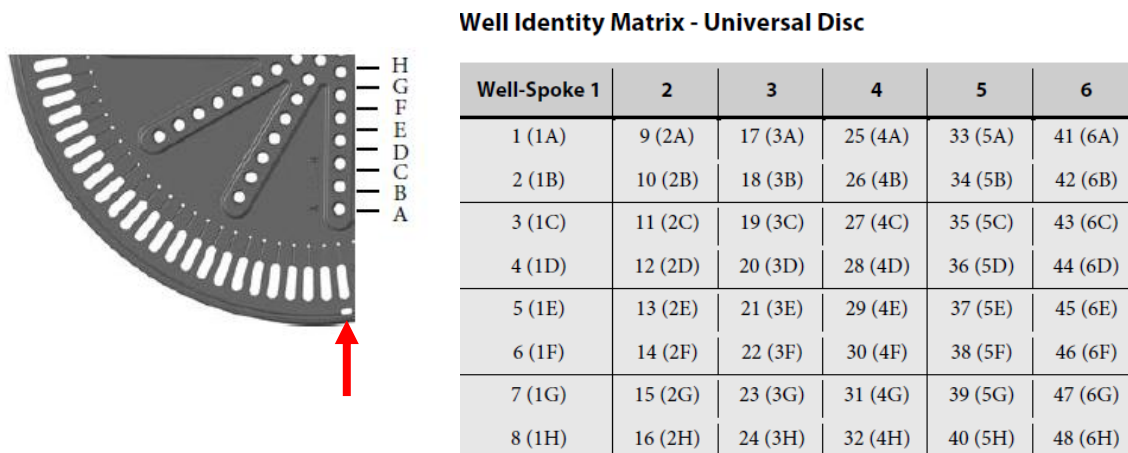 H
G
F
E
D
C
B
A
Well Identity Matrix - Universal Disc
Well-Spoke 1 2 3 4 5 6
1 (1A) 9 (2A) 17 (3A) 25 (4A) 33 (5A) 41 (6A)
2 (1B) 10 (2B) 18 (3B) 26 (4B) 34 (5B) 42 (6B)
3 (1C) 11 (2C) 19 (3C) 27 (4C) 35 (5C) 43 (6C)
4 (1D) 12 (2D) 20 (3D) 28 (4D) 36 (5D) 44 (6D)
5 (1E) 13 (2E) 21 (3E) 29 (4E) 37 (5E) 45 (6E)
6 (1F) 14 (2F) 22 (3F) 30 (4F) 38 (5F) 46 (6F)
7 (1G) 15 (2G) 23 (3G) 31 (4G) 39 (5G) 47 (6G)
8 (1H) 16 (2H) 24 (3H) 32 (4H) 40 (5H) 48 (6H)